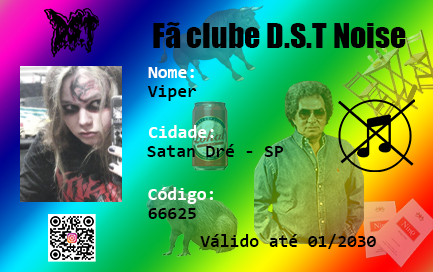 Fã clube D.S.T Noise
Nome:
Viper
Cidade:
Satan Dré - SP
Código:
66625
Válido até 01/2030